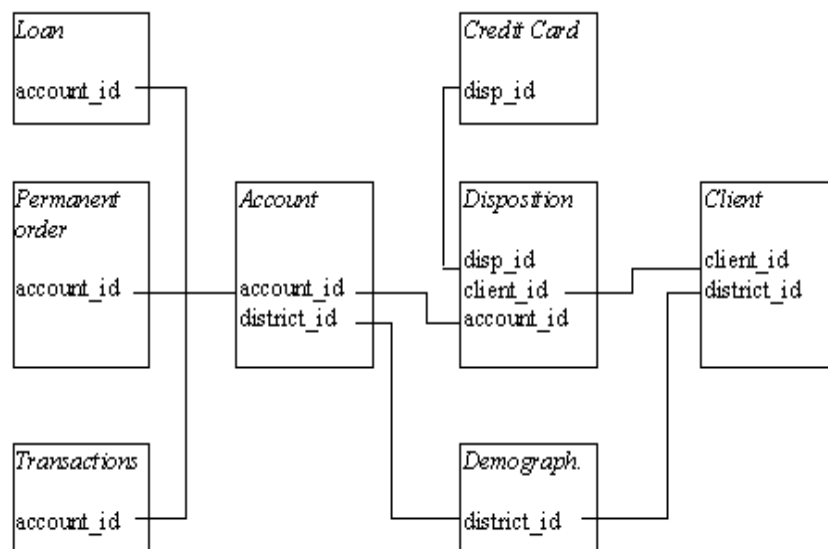 Loan
account_id
Credit Card
disp_id
Permanent
order
account_id
Account
account_id
district_id
Disposition
disp_id
client_id
account_id
Client
client_id
district_id
Transactions
account_id
Demograph.
district_id